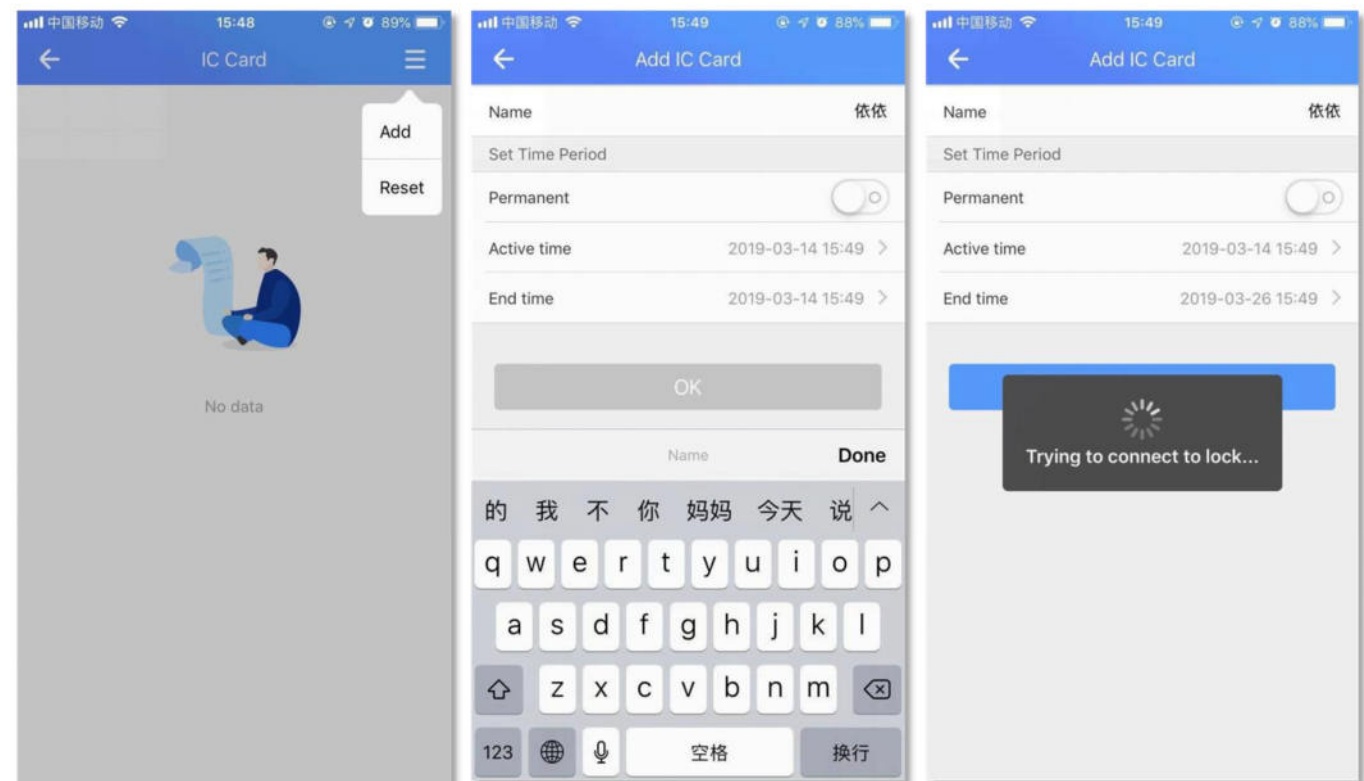 中国移动 15:48 89%
IC Card
Add
Reset
No data
中国移动 15:49 88%
Add IC Card
Name 依依
Set Time Period
Permanent
Active time 2019-03-14 15:49
End time 2019-03-14 15:49
OK
Name Done
的 我 不 你 妈妈 今天 说
q w e r t y u i o p
a s d f g h j k l
z x c v b n m
123 空格 换行
中国移动 15:49 88%
Add IC Card
Name 依依
Set Time Period
Permanent
Active time 2019-03-14 15:49
End time 2019-03-26 15:49
Trying to connect to lock...